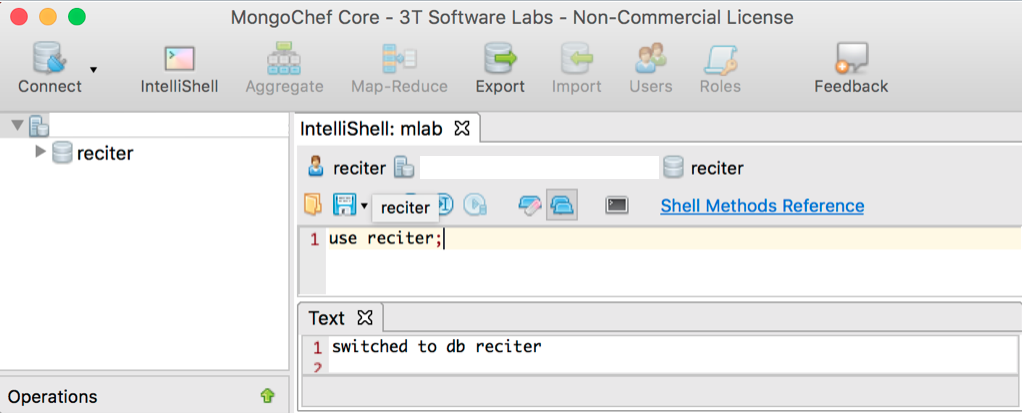 MongoChef Core - 3T Software Labs - Non-Commercial License
Connect IntelliShell Aggregate Map-Reduce Export Import Users Roles Feedback
IntelliShell: mlab
reciter
reciter reciter
reciter Shell Methods Reference
1 use reciter;
Text
1 switched to db reciter
2
Operations